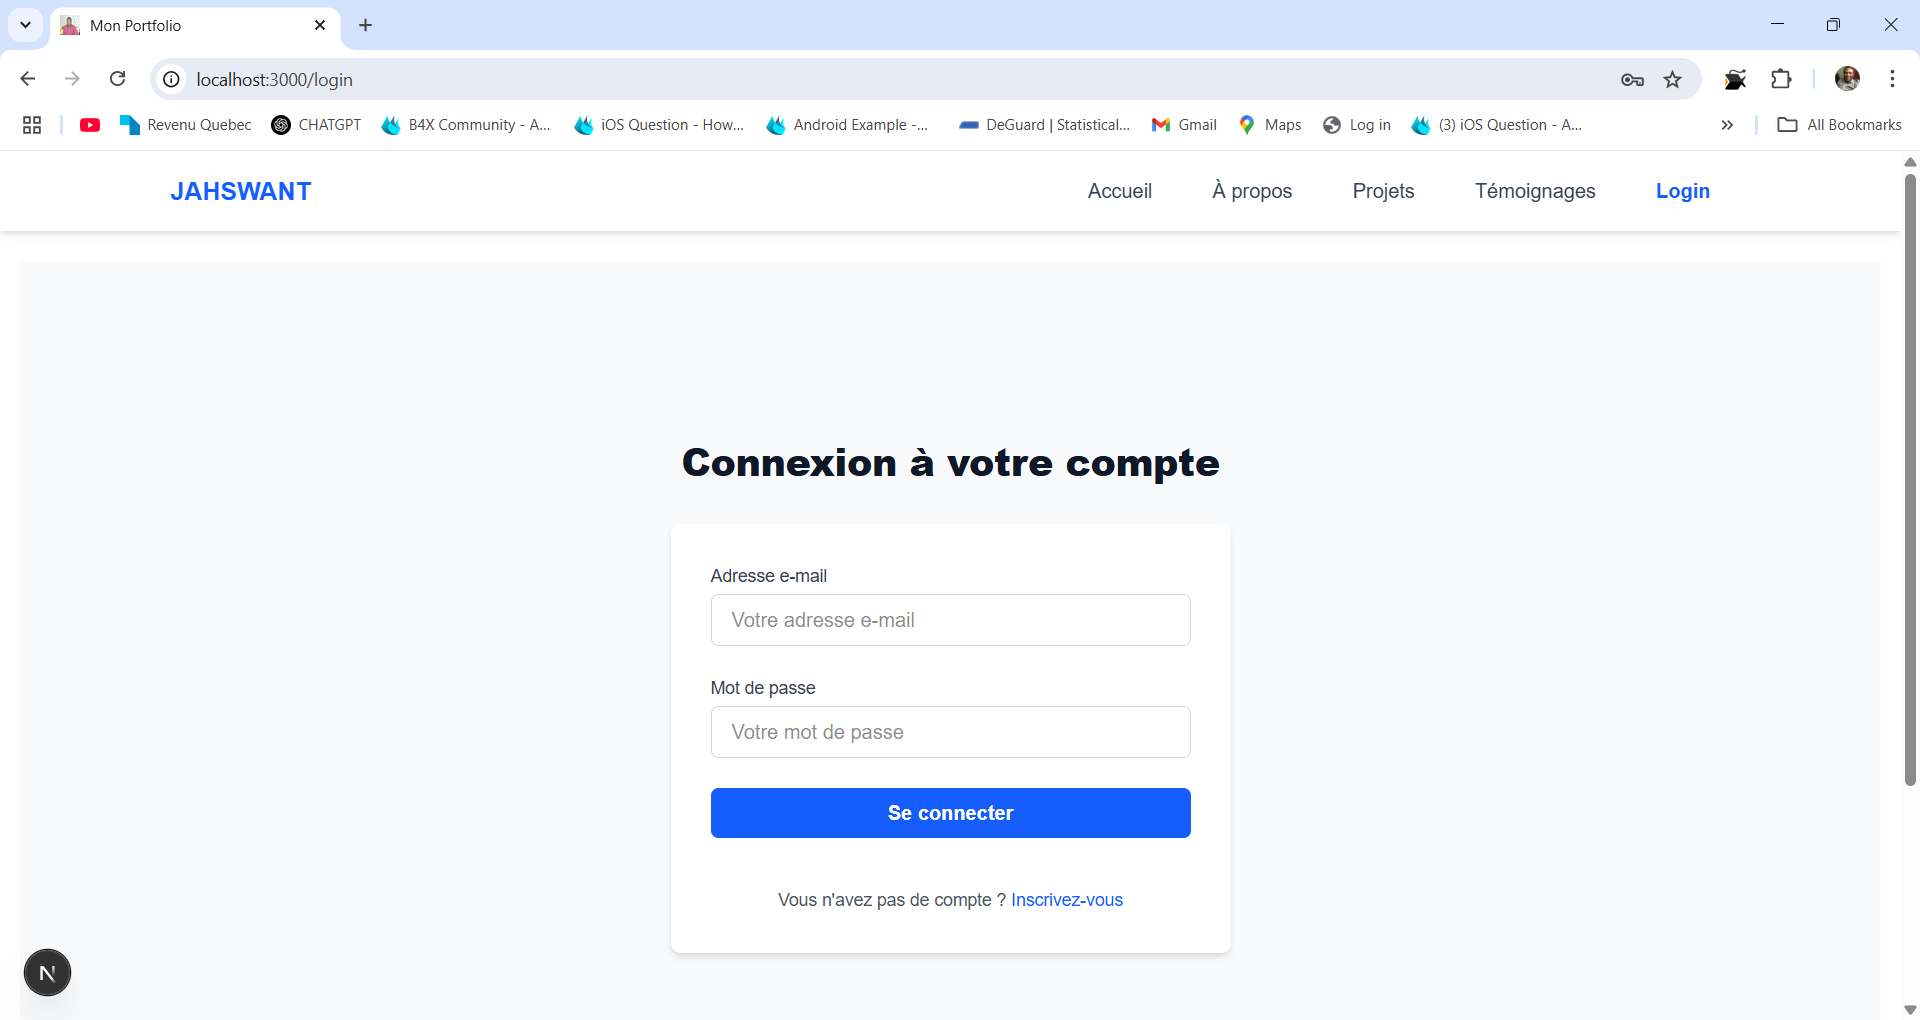 Mon Portfolio
localhost:3000/login
Revenu Quebec CHATGPT B4X Community - A... iOS Question - How... Android Example -... DeGuard | Statistical... Gmail Maps Log in (3) iOS Question - A... » All Bookmarks
JAHSWANT Accueil À propos Projets Témoignages Login
Connexion à votre compte
Adresse e-mail
Votre adresse e-mail
Mot de passe
Votre mot de passe
Se connecter
Vous n'avez pas de compte ? Inscrivez-vous
N